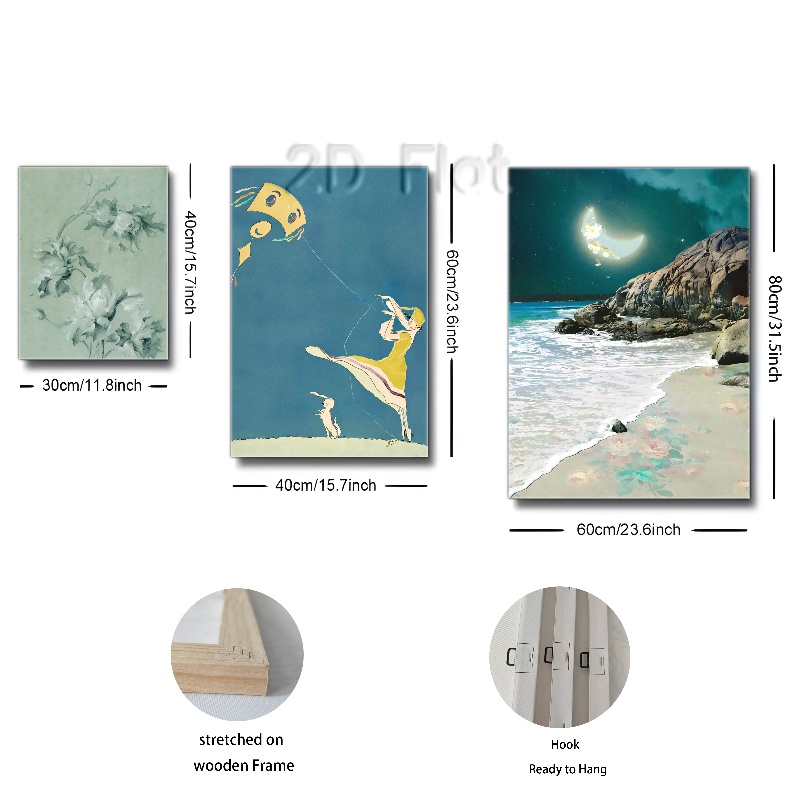 2D Flat
40cm/15.7inch
30cm/11.8inch
60cm/23.6inch
40cm/15.7inch
80cm/31.5inch
60cm/23.6inch
stretched on
wooden Frame
Hook
Ready to Hang